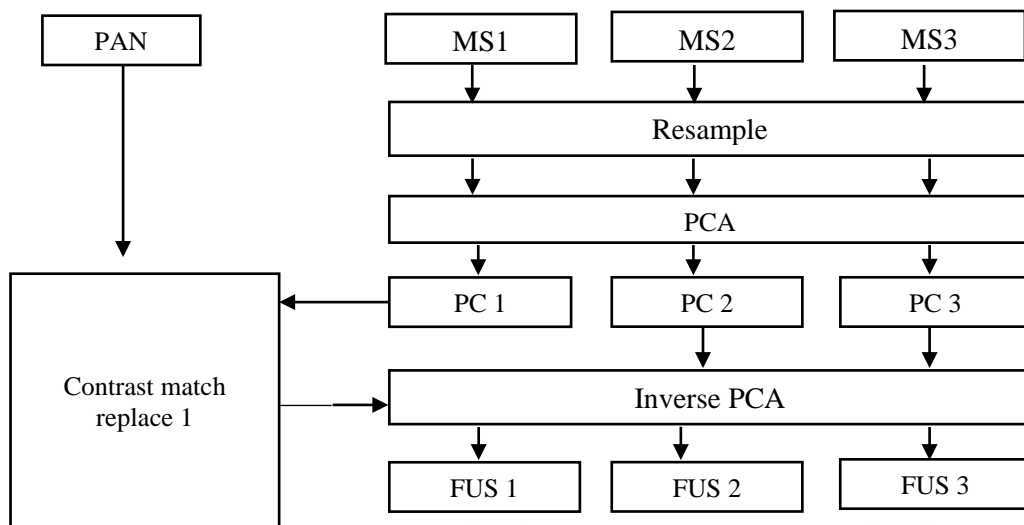 PAN
MS1
MS2
MS3
Resample
PCA
PC 1
PC 2
PC 3
Contrast match
replace 1
Inverse PCA
FUS 1
FUS 2
FUS 3